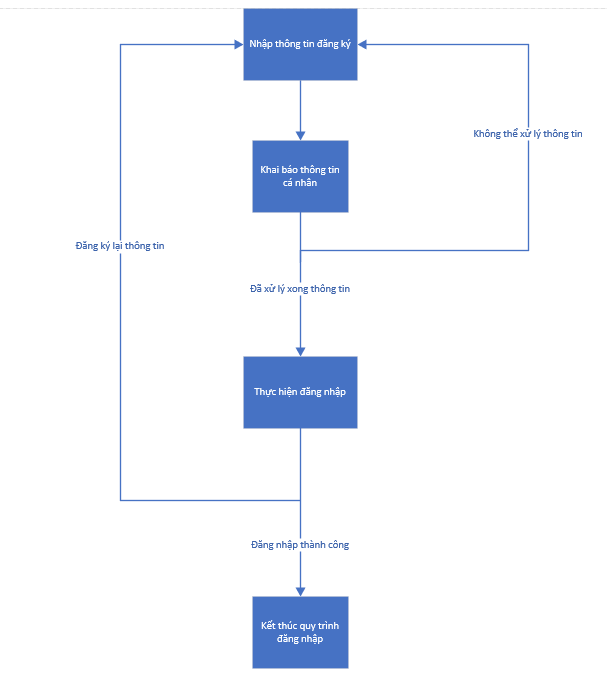 Nhập thông tin đăng ký
Không thể xử lý thông tin
Khai báo thông tin
cá nhân
Đăng ký lại thông tin
Đã xử lý xong thông tin
Thực hiện đăng nhập
Đăng nhập thành công
Kết thúc quy trình
đăng nhập